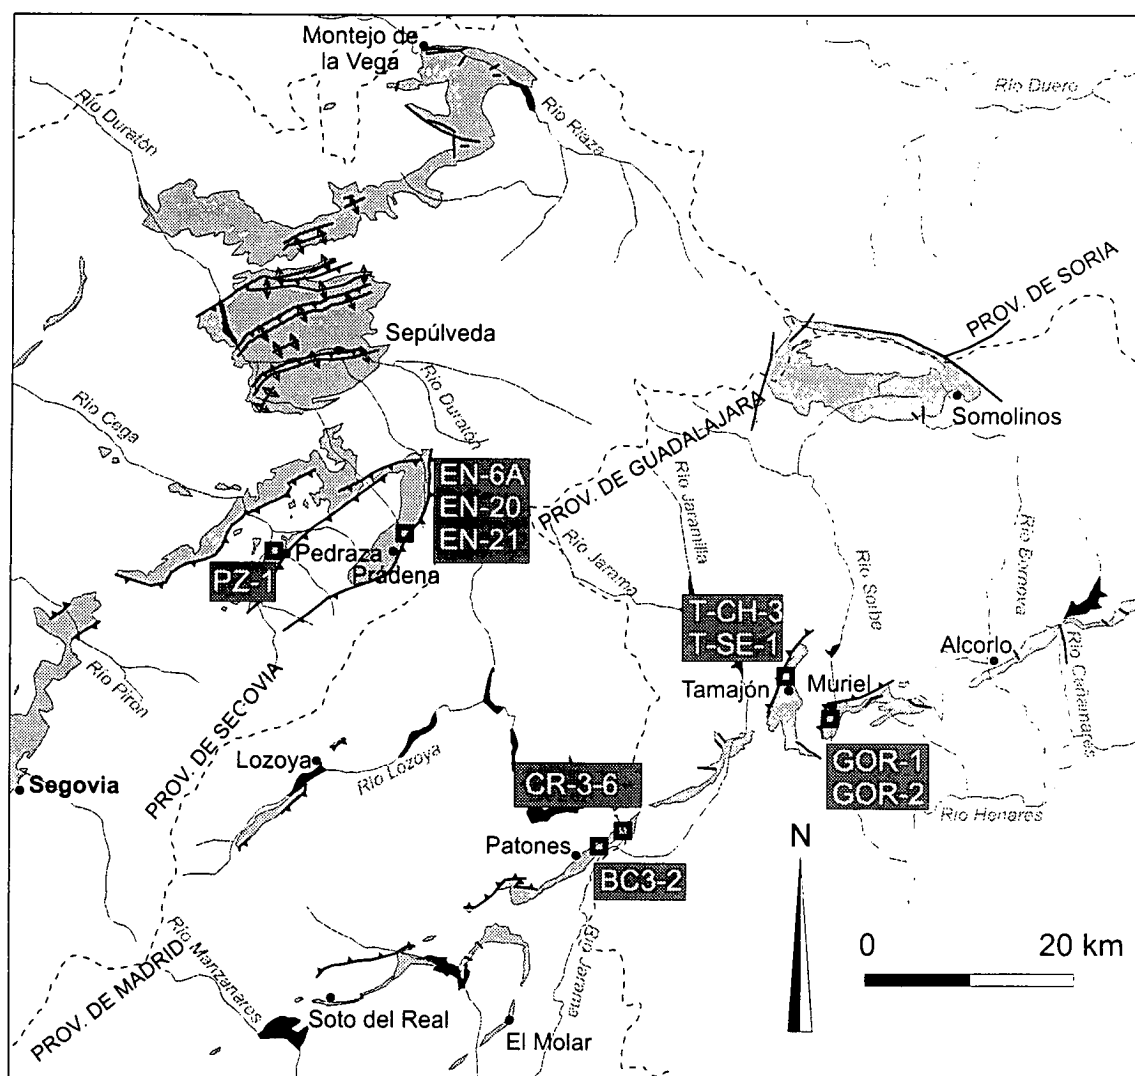 Montejo de
la Vega
Río Duero
Río Duratón
Río Riaza
PROV. DE SORIA
Sepúlveda
Río Duratón
Río Cega
Somolinos
PROV. DE GUADALAJARA
EN-6A
EN-20
EN-21
Río Jaramilla
Río Jarama
Río Sorbe
Río Bornova
Pedraza
Prádena
PZ-1
T-CH-3
T-SE-1
Alcorlo
Río Cañamares
Tamajón
Muriel
Río Pirón
PROV. DE SEGOVIA
Lozoya
Río Lozoya
Segovia
GOR-1
GOR-2
CR-3-6
Río Henares
Patones
BC3-2
N
0
20 km
Río Jarama
Río Manzanares
PROV. DE MADRID
Soto del Real
El Molar